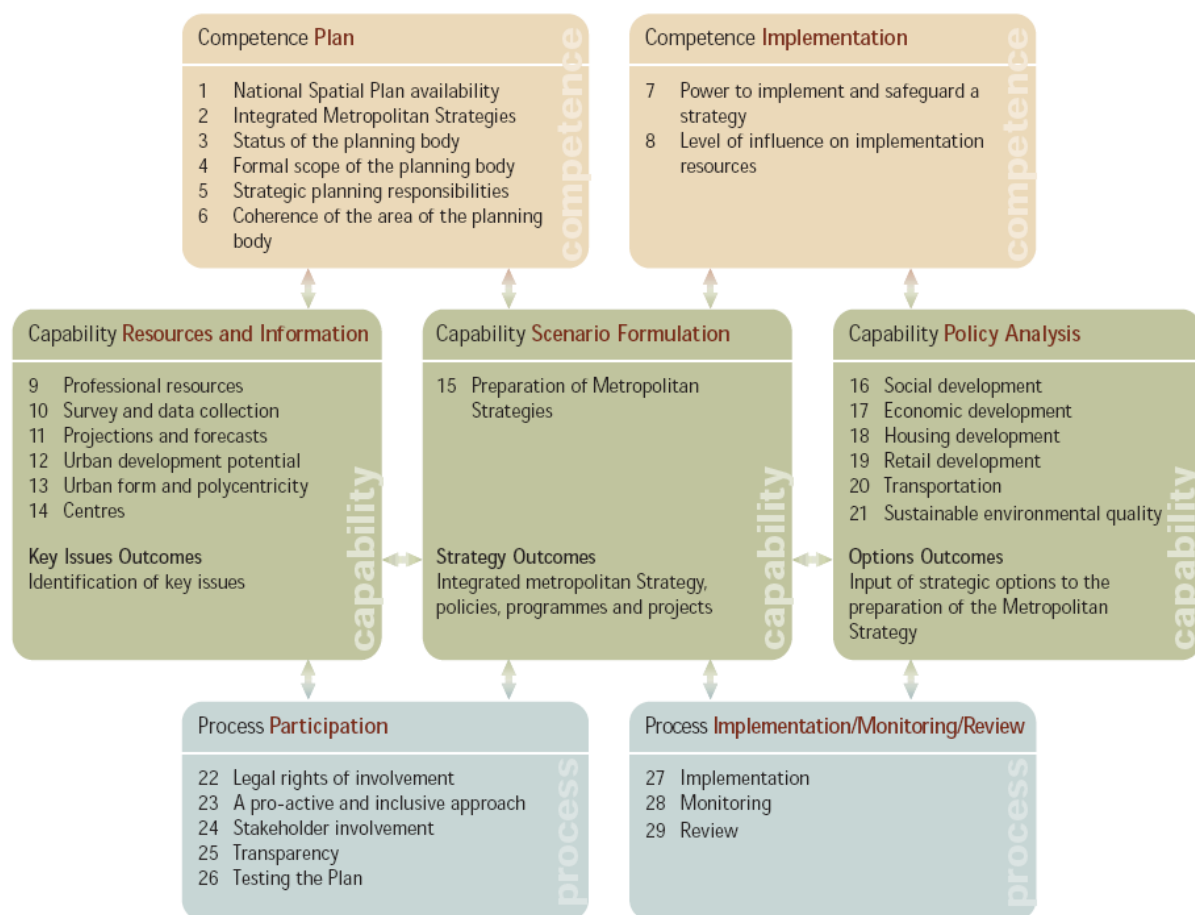 Competence Plan
1 National Spatial Plan availability
2 Integrated Metropolitan Strategies
3 Status of the planning body
4 Formal scope of the planning body
5 Strategic planning responsibilities
6 Coherence of the area of the planning
body
competence
Competence Implementation
7 Power to implement and safeguard a
strategy
8 Level of influence on implementation
resources
competence
Capability Resources and Information
9 Professional resources
10 Survey and data collection
11 Projections and forecasts
12 Urban development potential
13 Urban form and polycentricity
14 Centres
Key Issues Outcomes
Identification of key issues
capability
Capability Scenario Formulation
15 Preparation of Metropolitan
Strategies
Strategy Outcomes
Integrated metropolitan Strategy,
policies, programmes and projects
capability
Capability Policy Analysis
16 Social development
17 Economic development
18 Housing development
19 Retail development
20 Transportation
21 Sustainable environmental quality
Options Outcomes
Input of strategic options to the
preparation of the Metropolitan
Strategy
capability
Process Participation
22 Legal rights of involvement
23 A pro-active and inclusive approach
24 Stakeholder involvement
25 Transparency
26 Testing the Plan
process
Process Implementation/Monitoring/Review
27 Implementation
28 Monitoring
29 Review
process